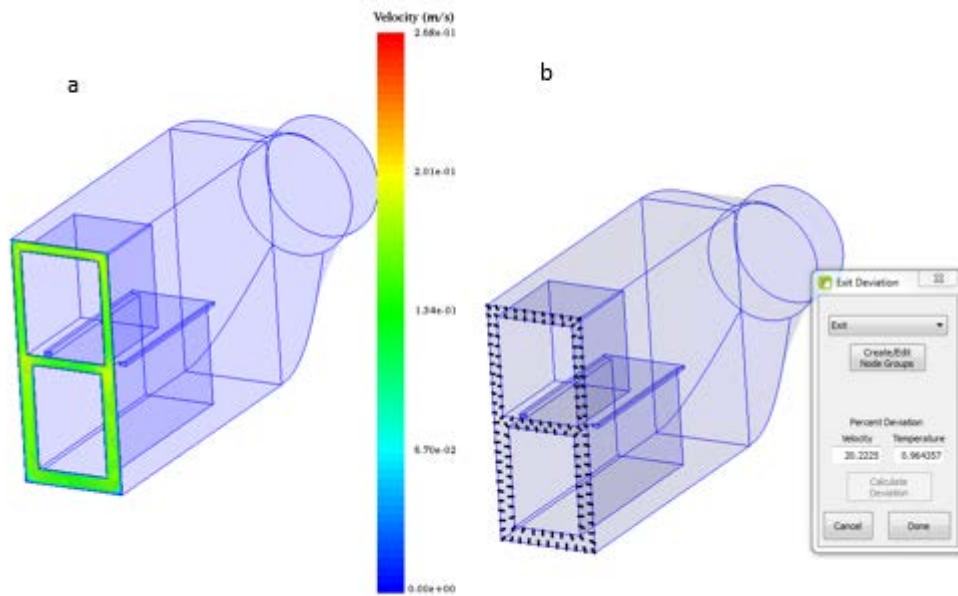 Velocity (m/s)
2.68e-01
a
b
2.01e-01
Exit Deviation
Exit
1.34e-01
Create/Edit
Node Groups
Percent Deviation
Velocity Temperature
6.70e-02
20.2225 0.964357
Calculate
Deviation
Cancel Done
0.00e+00